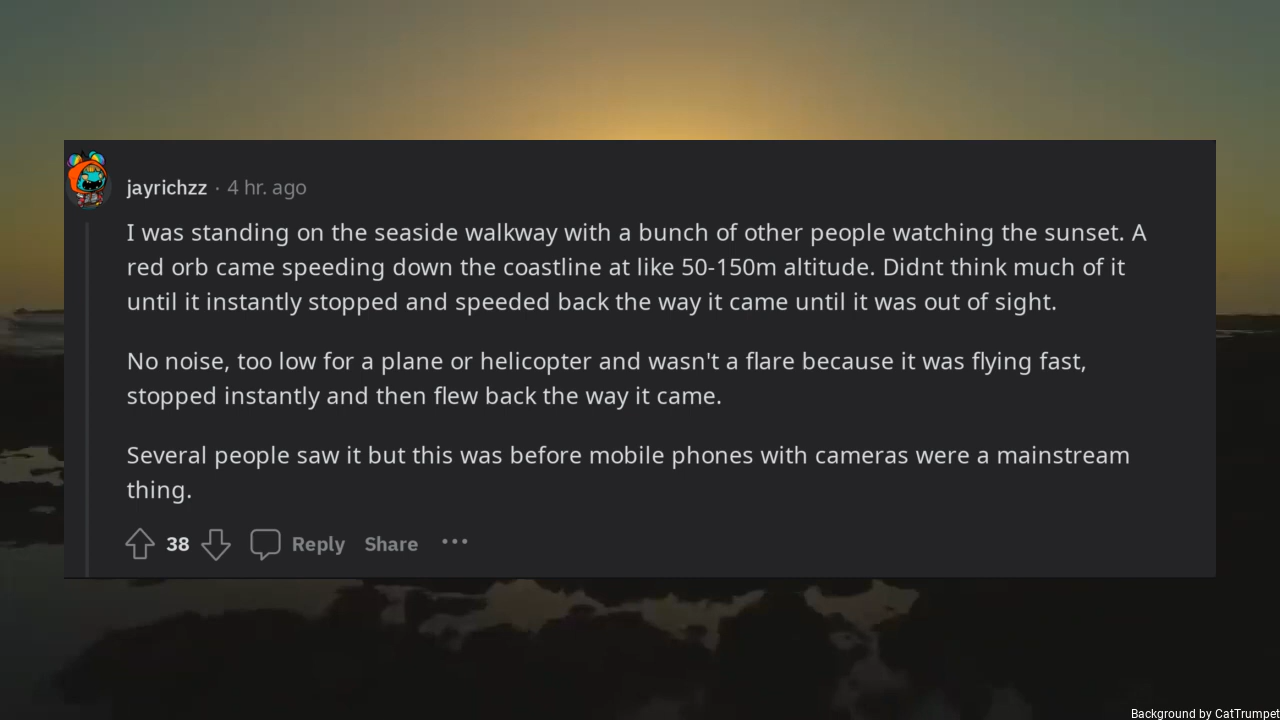 jayrichzz · 4 hr. ago
I was standing on the seaside walkway with a bunch of other people watching the sunset. A
red orb came speeding down the coastline at like 50-150m altitude. Didnt think much of it
until it instantly stopped and speeded back the way it came until it was out of sight.
No noise, too low for a plane or helicopter and wasn't a flare because it was flying fast,
stopped instantly and then flew back the way it came.
Several people saw it but this was before mobile phones with cameras were a mainstream
thing.
38 Reply Share ···
Background by CatTrumpet